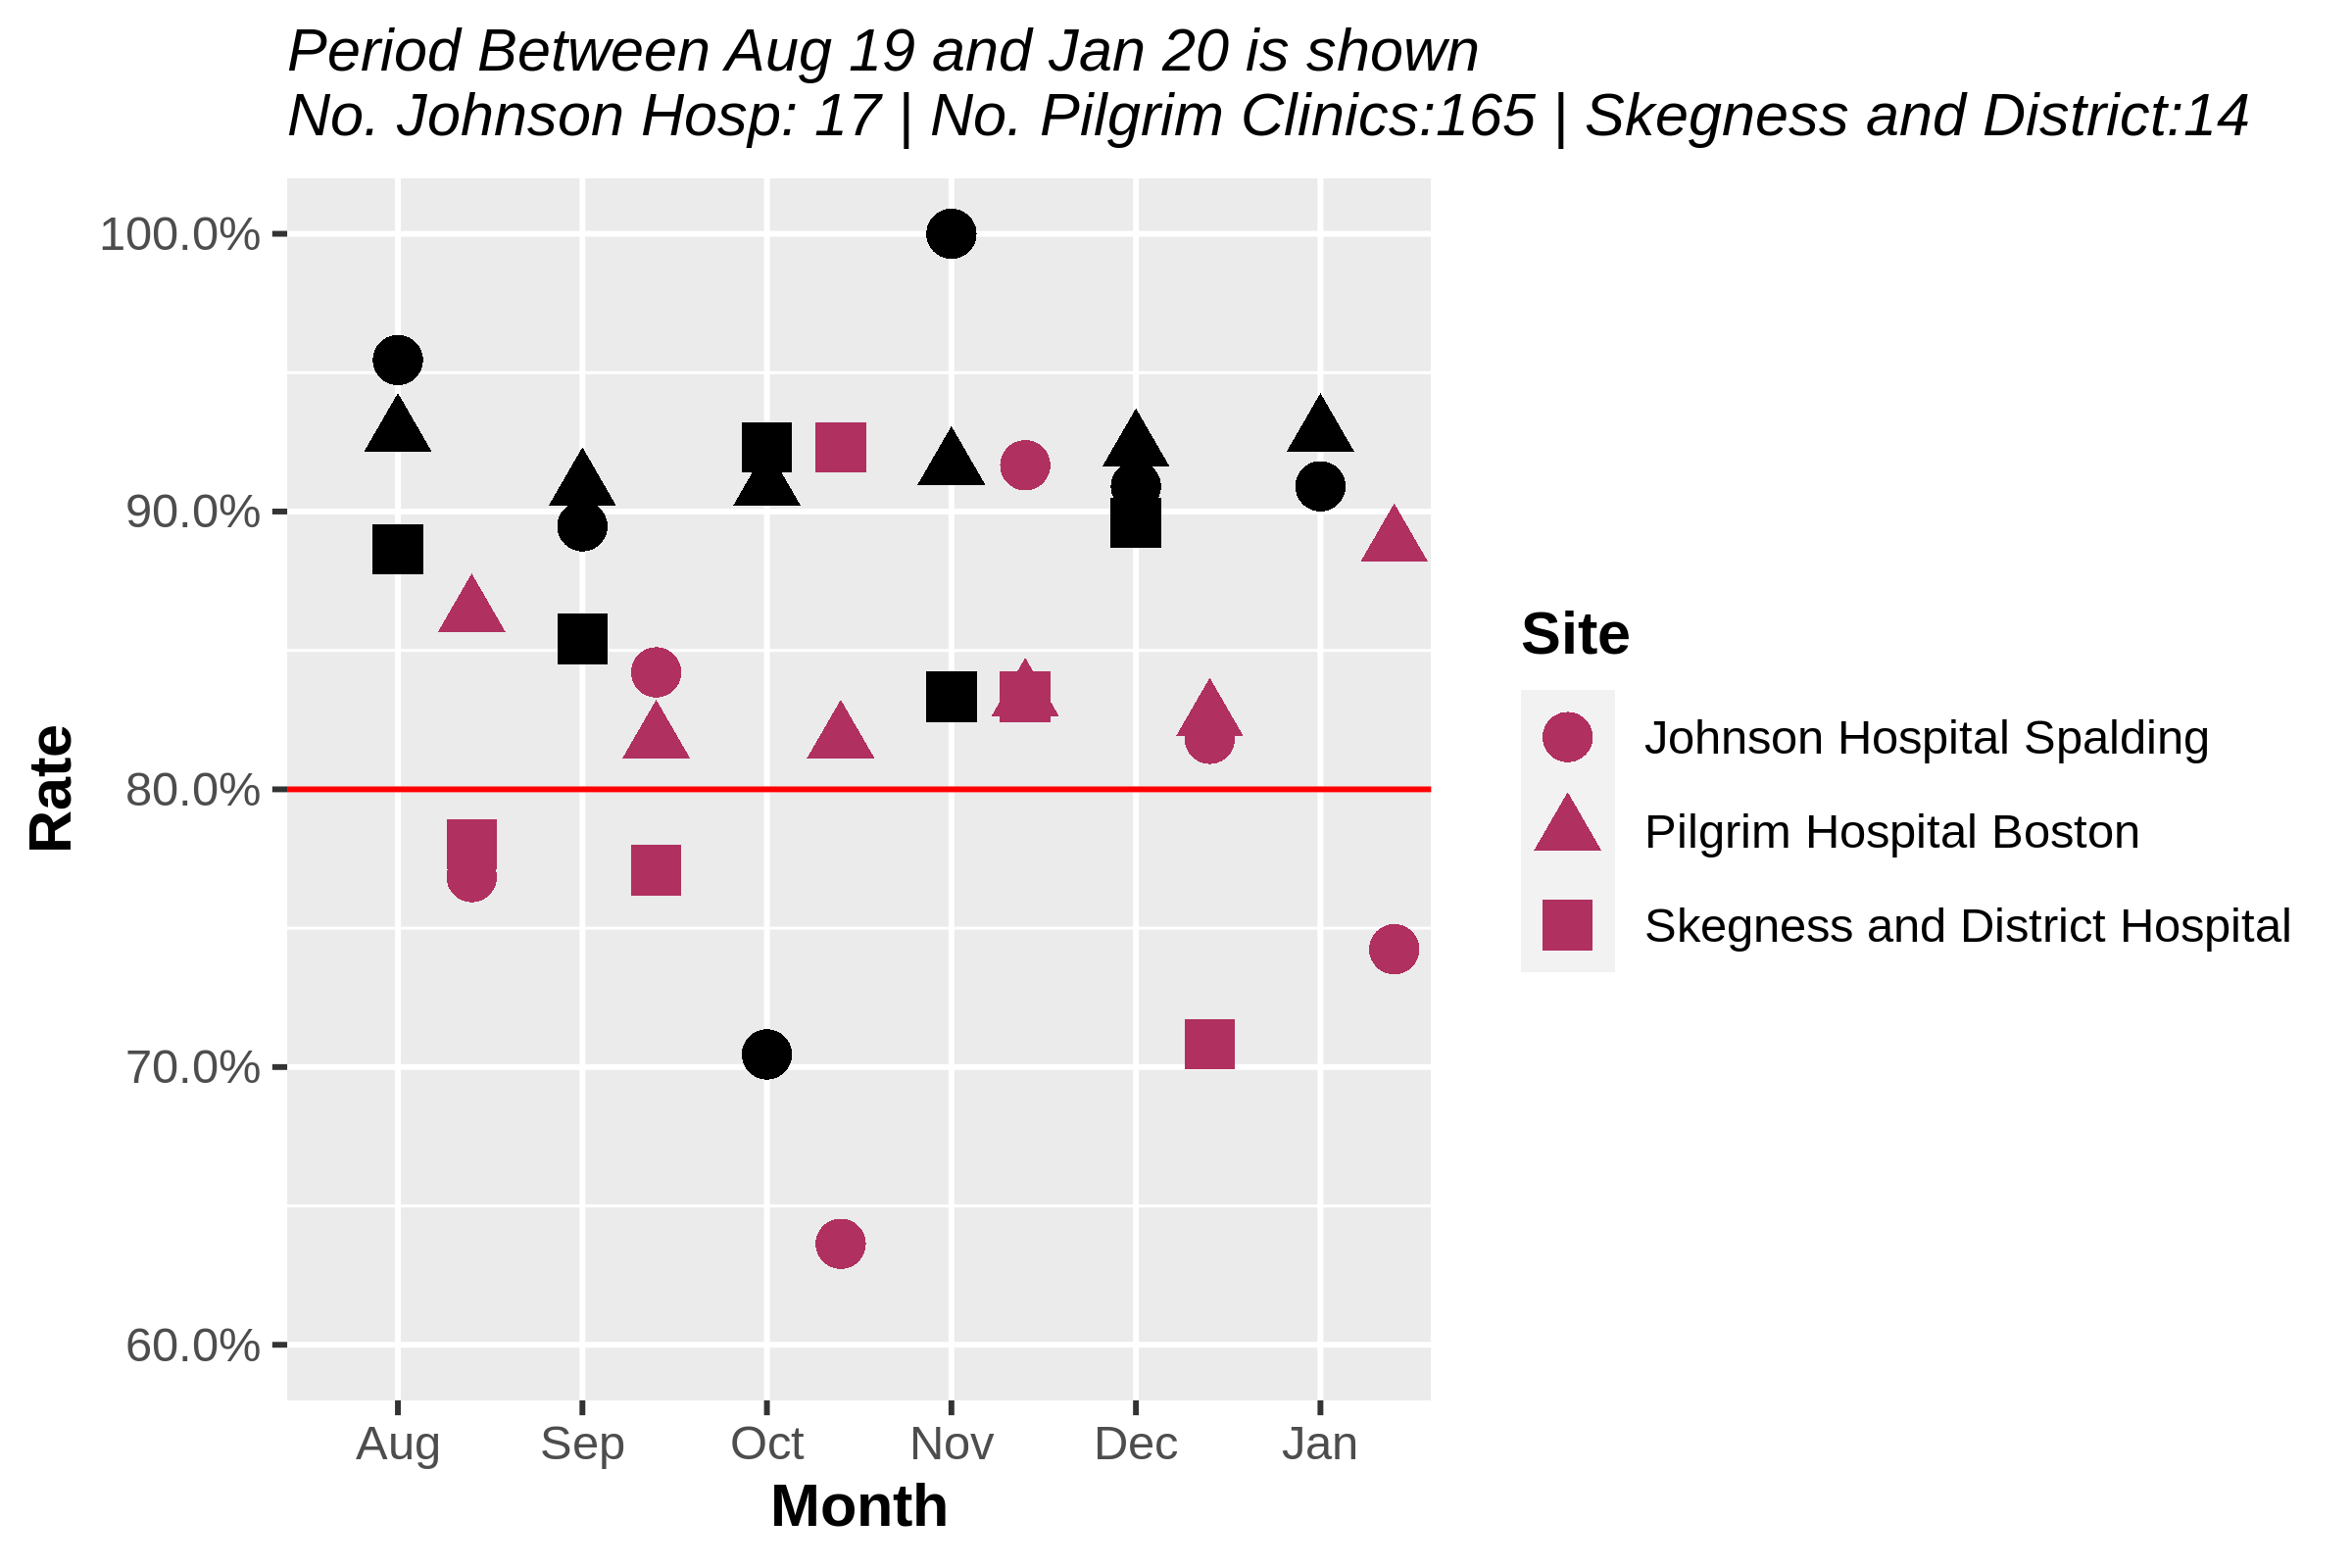 Period Between Aug 19 and Jan 20 is shown
No. Johnson Hosp: 17 | No. Pilgrim Clinics:165 | Skegness and District:14
100.0%
90.0%
80.0%
70.0%
60.0%
Rate
Aug Sep Oct Nov Dec Jan
Month
Site
Johnson Hospital Spalding
Pilgrim Hospital Boston
Skegness and District Hospital